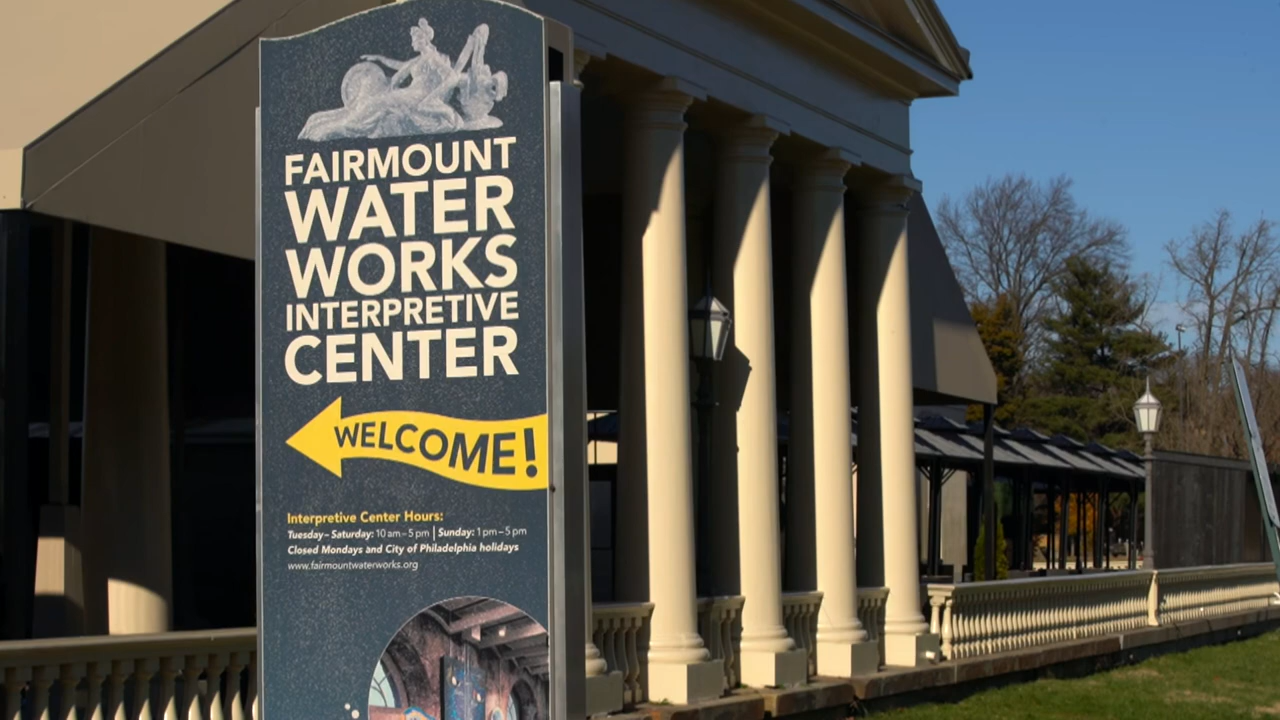 FAIRMOUNT
WATER
WORKS
INTERPRETIVE
CENTER
WELCOME!
Interpretive Center Hours:
Tuesday–Saturday: 10 am–5 pm | Sunday: 1 pm–5 pm
Closed Mondays and City of Philadelphia holidays
www.fairmountwaterworks.org